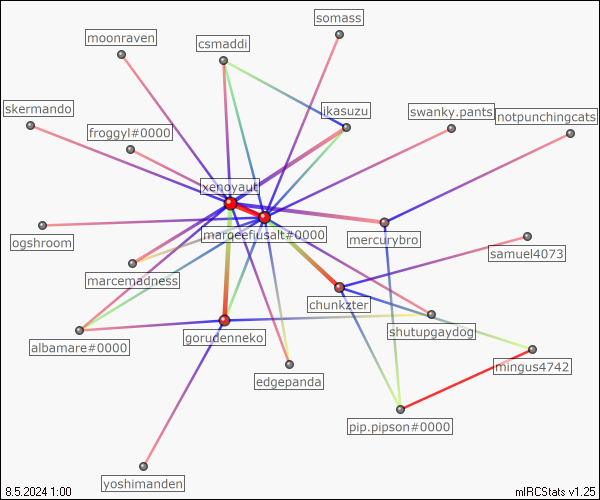 somass
moonraven
csmaddi
skermando
ikasuzu
swanky.pants
notpunchingcats
froggyl#0000
xenoyaut
marqeefiusalt#0000
ogshroom
mercurybro
samuel4073
marcemadness
chunkzter
shutupgaydog
gorudenneko
albamare#0000
mingus4742
edgepanda
pip.pipson#0000
yoshimanden
8.5.2024 1:00
mIRCStats v1.25